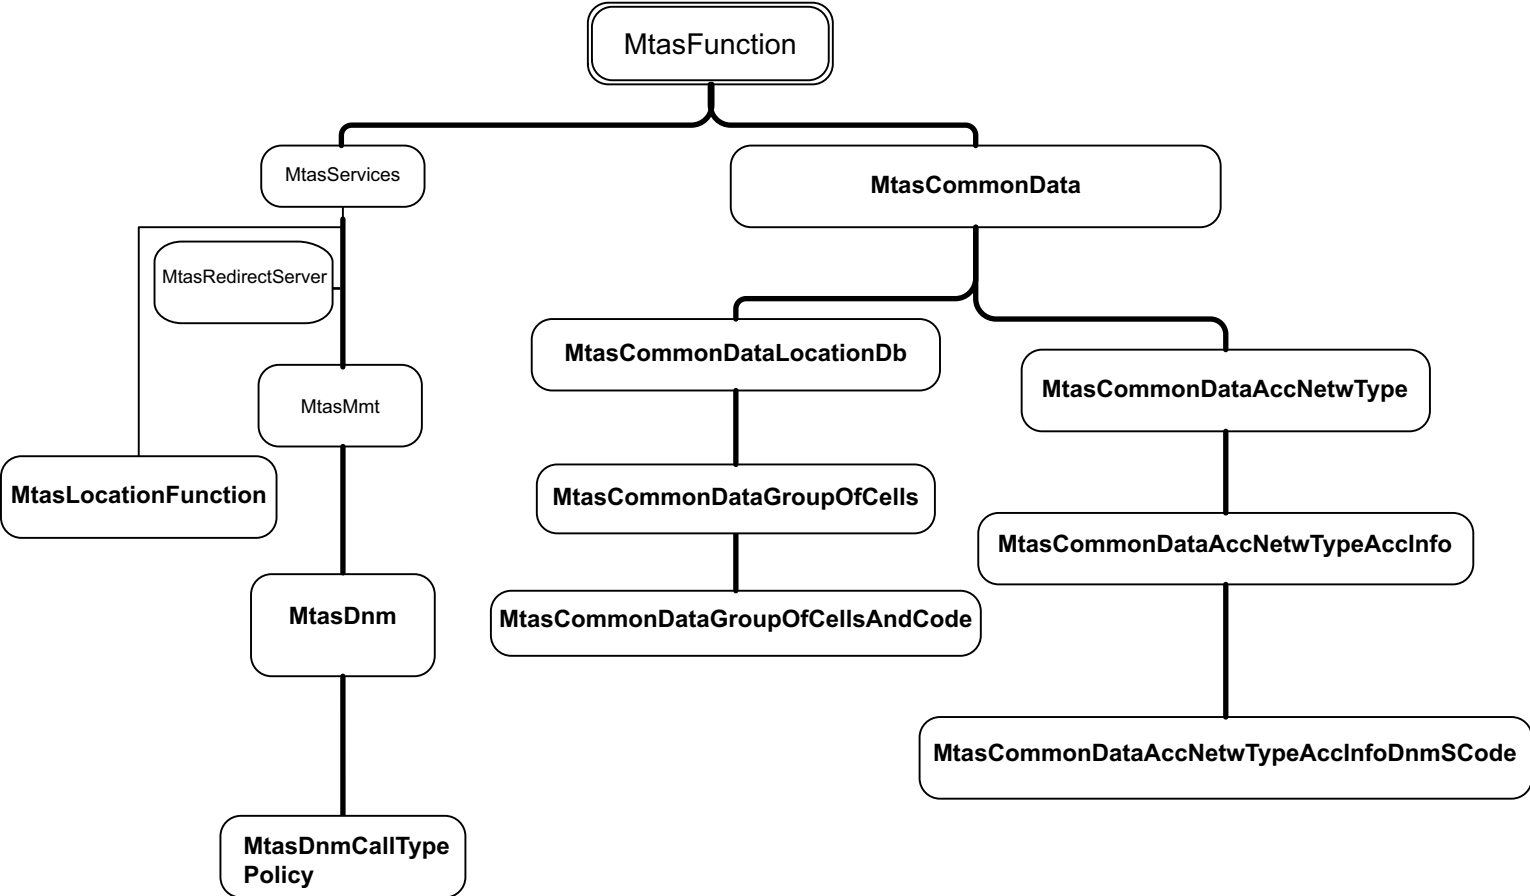 MtasFunction
MtasServices
MtasCommonData
MtasRedirectServer
MtasCommonDataLocationDb
MtasCommonDataAccNetwType
MtasMmt
MtasLocationFunction
MtasCommonDataGroupOfCells
MtasCommonDataAccNetwTypeAccInfo
MtasDnm
MtasCommonDataGroupOfCellsAndCode
MtasCommonDataAccNetwTypeAccInfoDnmSCode
MtasDnmCallType
Policy